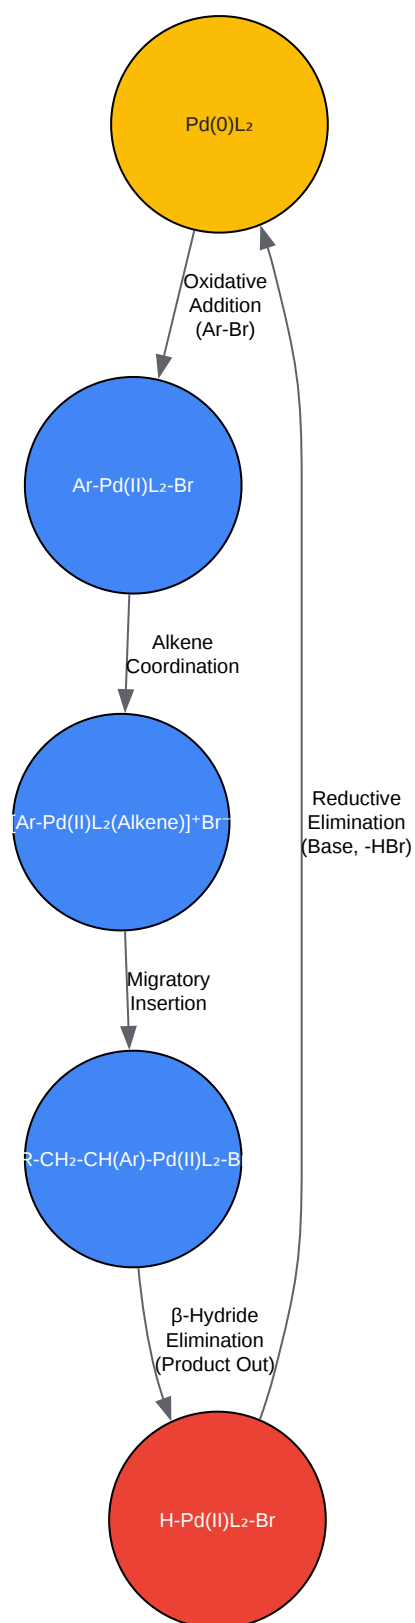 Pd(0)L₂
Oxidative
Addition
(Ar-Br)
Ar-Pd(II)L₂-Br
Alkene
Coordination
[Ar-Pd(II)L₂(Alkene)]⁺Br⁻
Reductive
Elimination
(Base, -HBr)
Migratory
Insertion
R-CH₂-CH(Ar)-Pd(II)L₂-Br
β-Hydride
Elimination
(Product Out)
H-Pd(II)L₂-Br